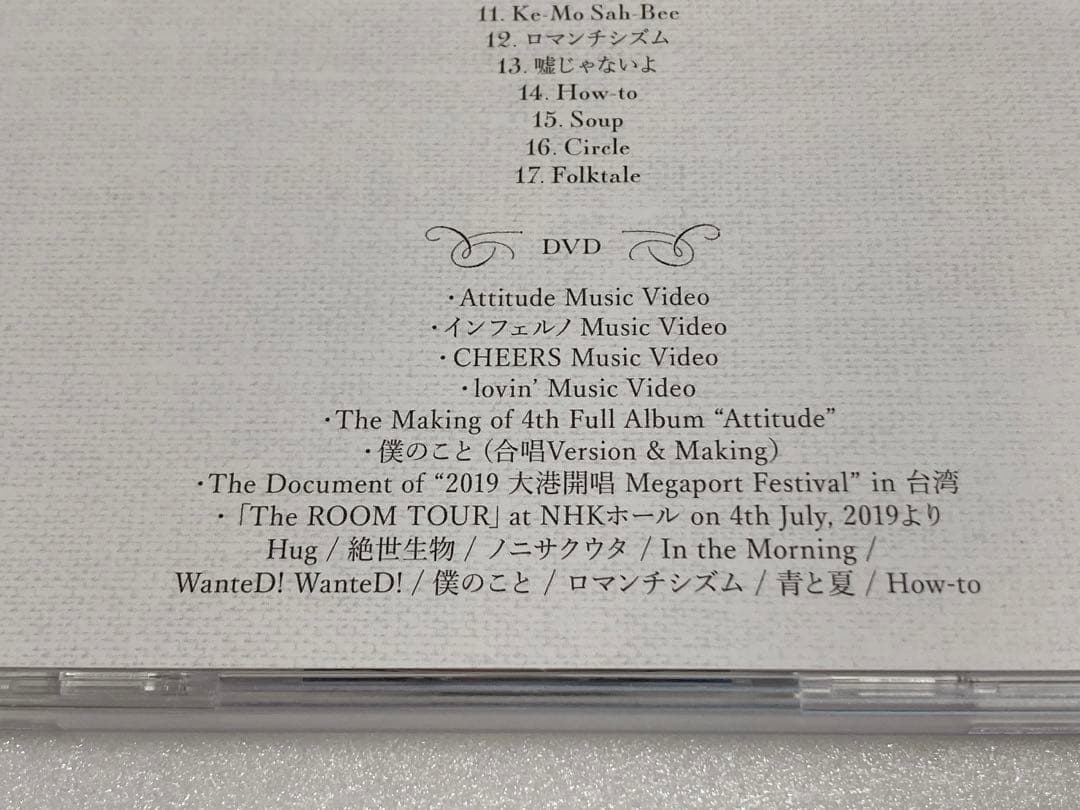 11. Ke-Mo Sah-Bee
12. ロマンチシズム
13. 嘘じゃないよ
14. How-to
15. Soup
16. Circle
17. Folktale
DVD
・Attitude Music Video
・インフェルノ Music Video
・CHEERS Music Video
・lovin’ Music Video
・The Making of 4th Full Album “Attitude”
・僕のこと（合唱Version & Making）
・The Document of “2019 大港開唱 Megaport Festival” in 台湾
・「The ROOM TOUR」at NHKホール on 4th July, 2019より
Hug / 絶世生物 / ノニサクウタ / In the Morning /
WanteD! WanteD! / 僕のこと / ロマンチシズム / 青と夏 / How-to